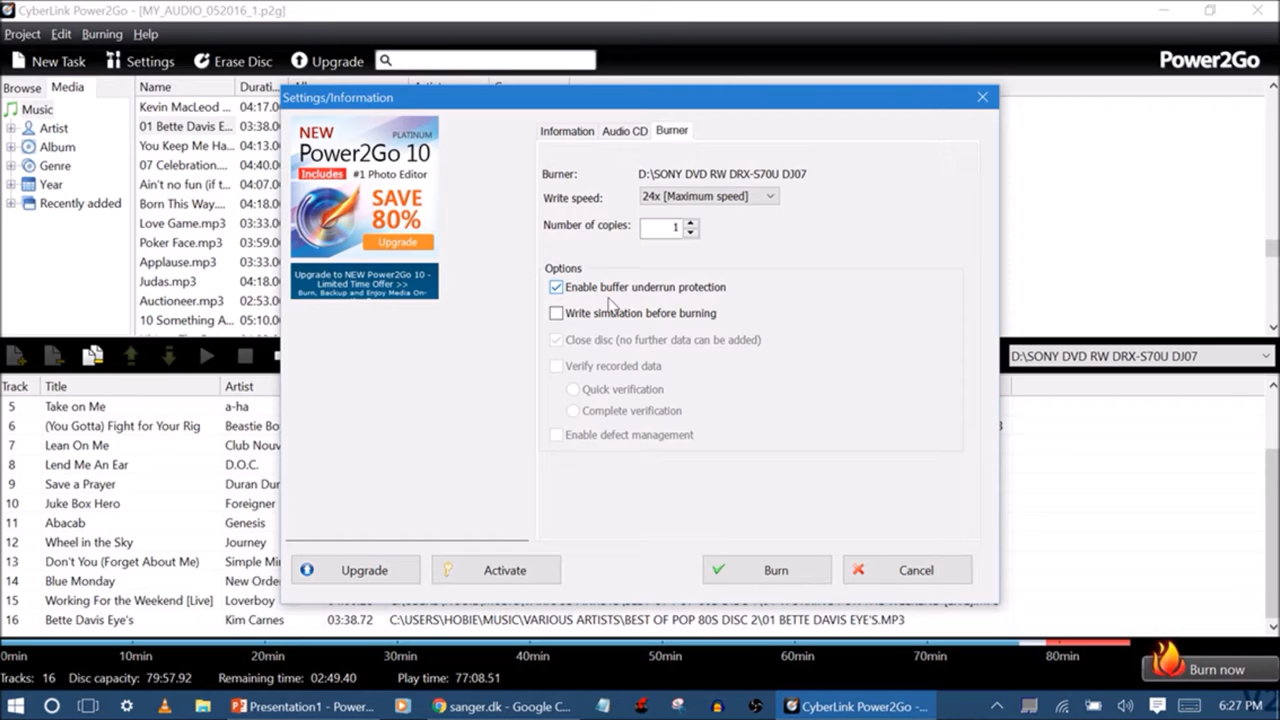 CyberLink Power2Go - [MY_AUDIO_052016_1.p2g]
Project Edit Burning Help
New Task Settings Erase Disc Upgrade Power2Go
Browse Media Name Durati...
Music
Artist
Album
Genre
Year
Recently added
Kevin MacLeod ... 04:17.0
01 Bette Davis E... 03:38.0
You Keep Me Ha... 04:13.0
07 Celebration.... 04:40.0
Ain't no fun (if t... 04:07.0
Born This Way.... 04:20.0
Love Game.mp3 03:36.0
Poker Face.mp3 03:59.0
Applause.mp3 03:35.0
Judas.mp3 04:10.0
Auctioneer.mp3 02:53.0
10 Something A... 05:10.0
Settings/Information
NEW PLATINUM
Power2Go 10
Includes #1 Photo Editor
SAVE
80%
Upgrade
Upgrade to NEW Power2Go 10 -
Limited Time Offer >>
Burn, Backup and Enjoy Media On-
Information Audio CD Burner
Burner: D:\SONY DVD RW DRX-S70U DJ07
Write speed: 24x [Maximum speed]
Number of copies: 1
Options
Enable buffer underrun protection
Write simulation before burning
Close disc (no further data can be added)
Verify recorded data
Quick verification
Complete verification
Enable defect management
Upgrade Activate Burn Cancel
D:\SONY DVD RW DRX-S70U DJ07
Track Title Artist
5 Take on Me a-ha
6 (You Gotta) Fight for Your Rig Beastie Bo
7 Lean On Me Club Nouv
8 Lend Me An Ear D.O.C.
9 Save a Prayer Duran Dur
10 Juke Box Hero Foreigner
11 Abacab Genesis
12 Wheel in the Sky Journey
13 Don't You (Forget About Me) Simple Mi
14 Blue Monday New Order
15 Working For the Weekend [Live] Loverboy
16 Bette Davis Eye's Kim Carnes 03:38.72 C:\USERS\HOBIE\MUSIC\VARIOUS ARTISTS\BEST OF POP 80S DISC 2\01 BETTE DAVIS EYE'S.MP3
0min 10min 20min 30min 40min 50min 60min 70min 80min
Tracks: 16 Disc capacity: 79:57.92 Remaining time: 02:49.40 Play time: 77:08.51
Burn now
Presentation1 - Power... sanger.dk - Google C... CyberLink Power2Go -... 6:27 PM